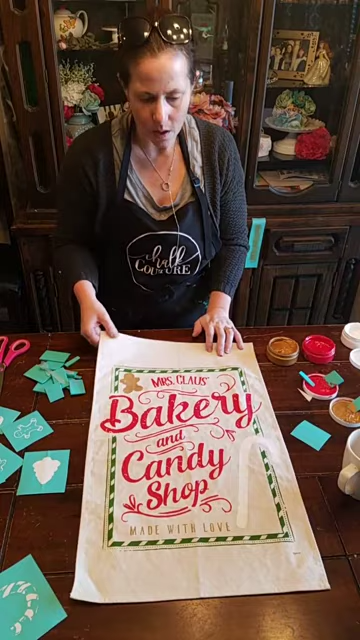 Chalk
COUTURE
MRS. CLAUS'
Bakery
and
Candy
Shop
MADE WITH LOVE